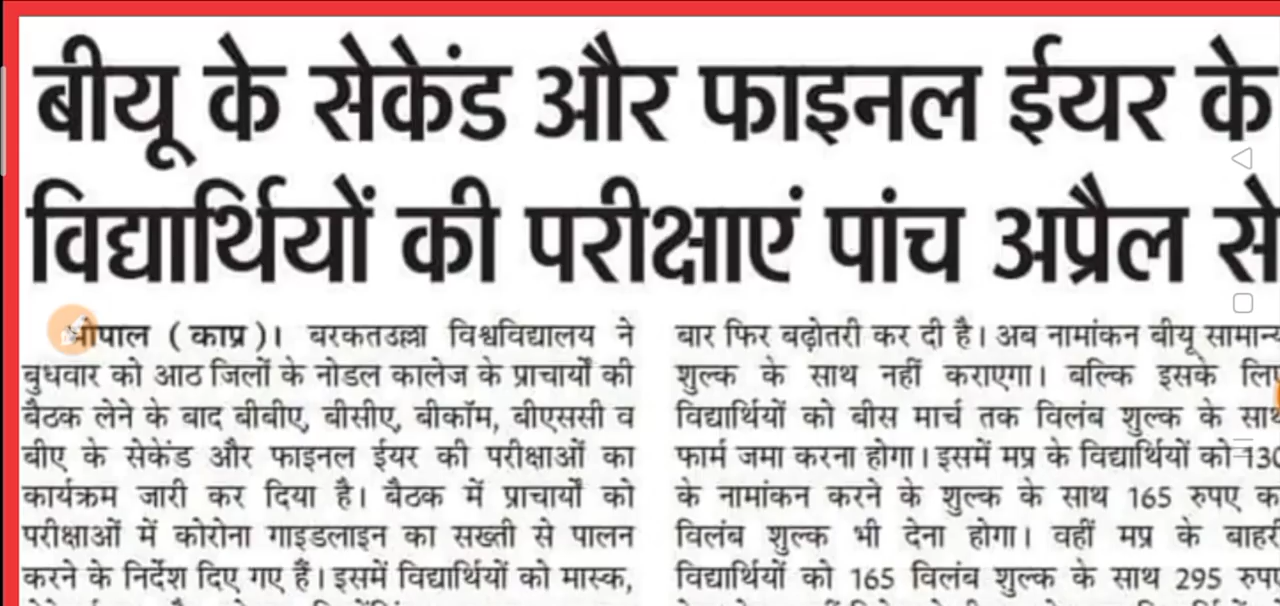 बीयू के सेकेंड और फाइनल ईयर के
विद्यार्थियों की परीक्षाएं पांच अप्रैल से
भोपाल (काप्र)। बरकतउल्ला विश्वविद्यालय ने
बुधवार को आठ जिलों के नोडल कालेज के प्राचार्यों की
बैठक लेने के बाद बीबीए, बीसीए, बीकॉम, बीएससी व
बीए के सेकेंड और फाइनल ईयर की परीक्षाओं का
कार्यक्रम जारी कर दिया है। बैठक में प्राचार्यों को
परीक्षाओं में कोरोना गाइडलाइन का सख्ती से पालन
करने के निर्देश दिए गए हैं। इसमें विद्यार्थियों को मास्क,
बार फिर बढ़ोतरी कर दी है। अब नामांकन बीयू सामान्य
शुल्क के साथ नहीं कराएगा। बल्कि इसके लिए
विद्यार्थियों को बीस मार्च तक विलंब शुल्क के साथ
फार्म जमा करना होगा। इसमें मप्र के विद्यार्थियों को 130
के नामांकन करने के शुल्क के साथ 165 रुपए का
विलंब शुल्क भी देना होगा। वहीं मप्र के बाहर
विद्यार्थियों को 165 विलंब शुल्क के साथ 295 रुपए